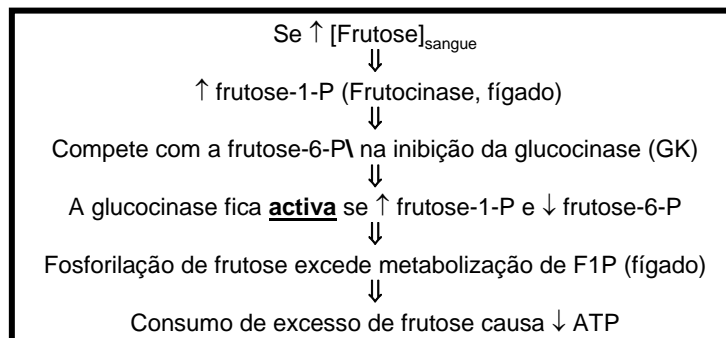 Se ↑ [Frutose]sangue
⇓
↑ frutose-1-P (Frutocinase, fígado)
⇓
Compete com a frutose-6-P\ na inibição da glucocinase (GK)
⇓
A glucocinase fica activa se ↑ frutose-1-P e ↓ frutose-6-P
⇓
Fosforilação de frutose excede metabolização de F1P (fígado)
⇓
Consumo de excesso de frutose causa ↓ ATP